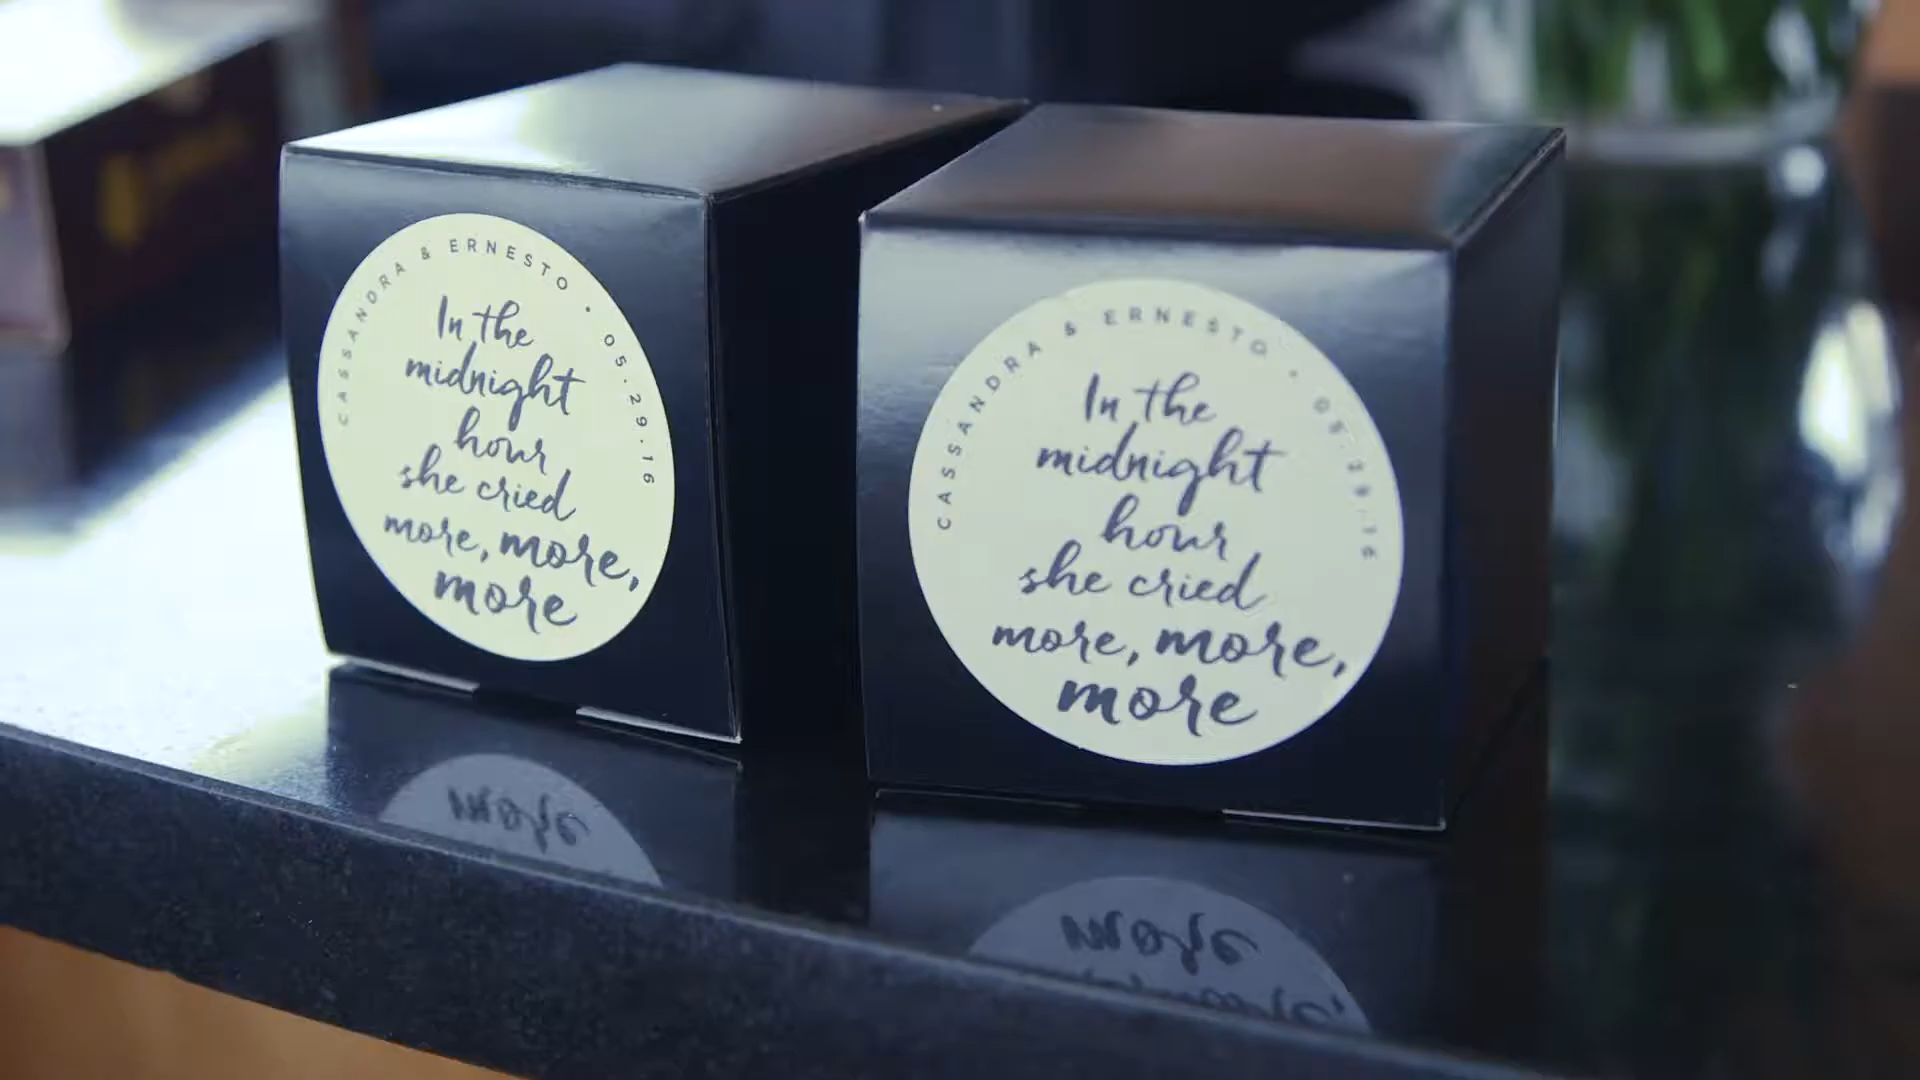 CASSANDRA & ERNESTO • 05.29.16
In the
midnight
hour
she cried
more, more,
more
CASSANDRA & ERNESTO • 05.29.16
In the
midnight
hour
she cried
more, more,
more